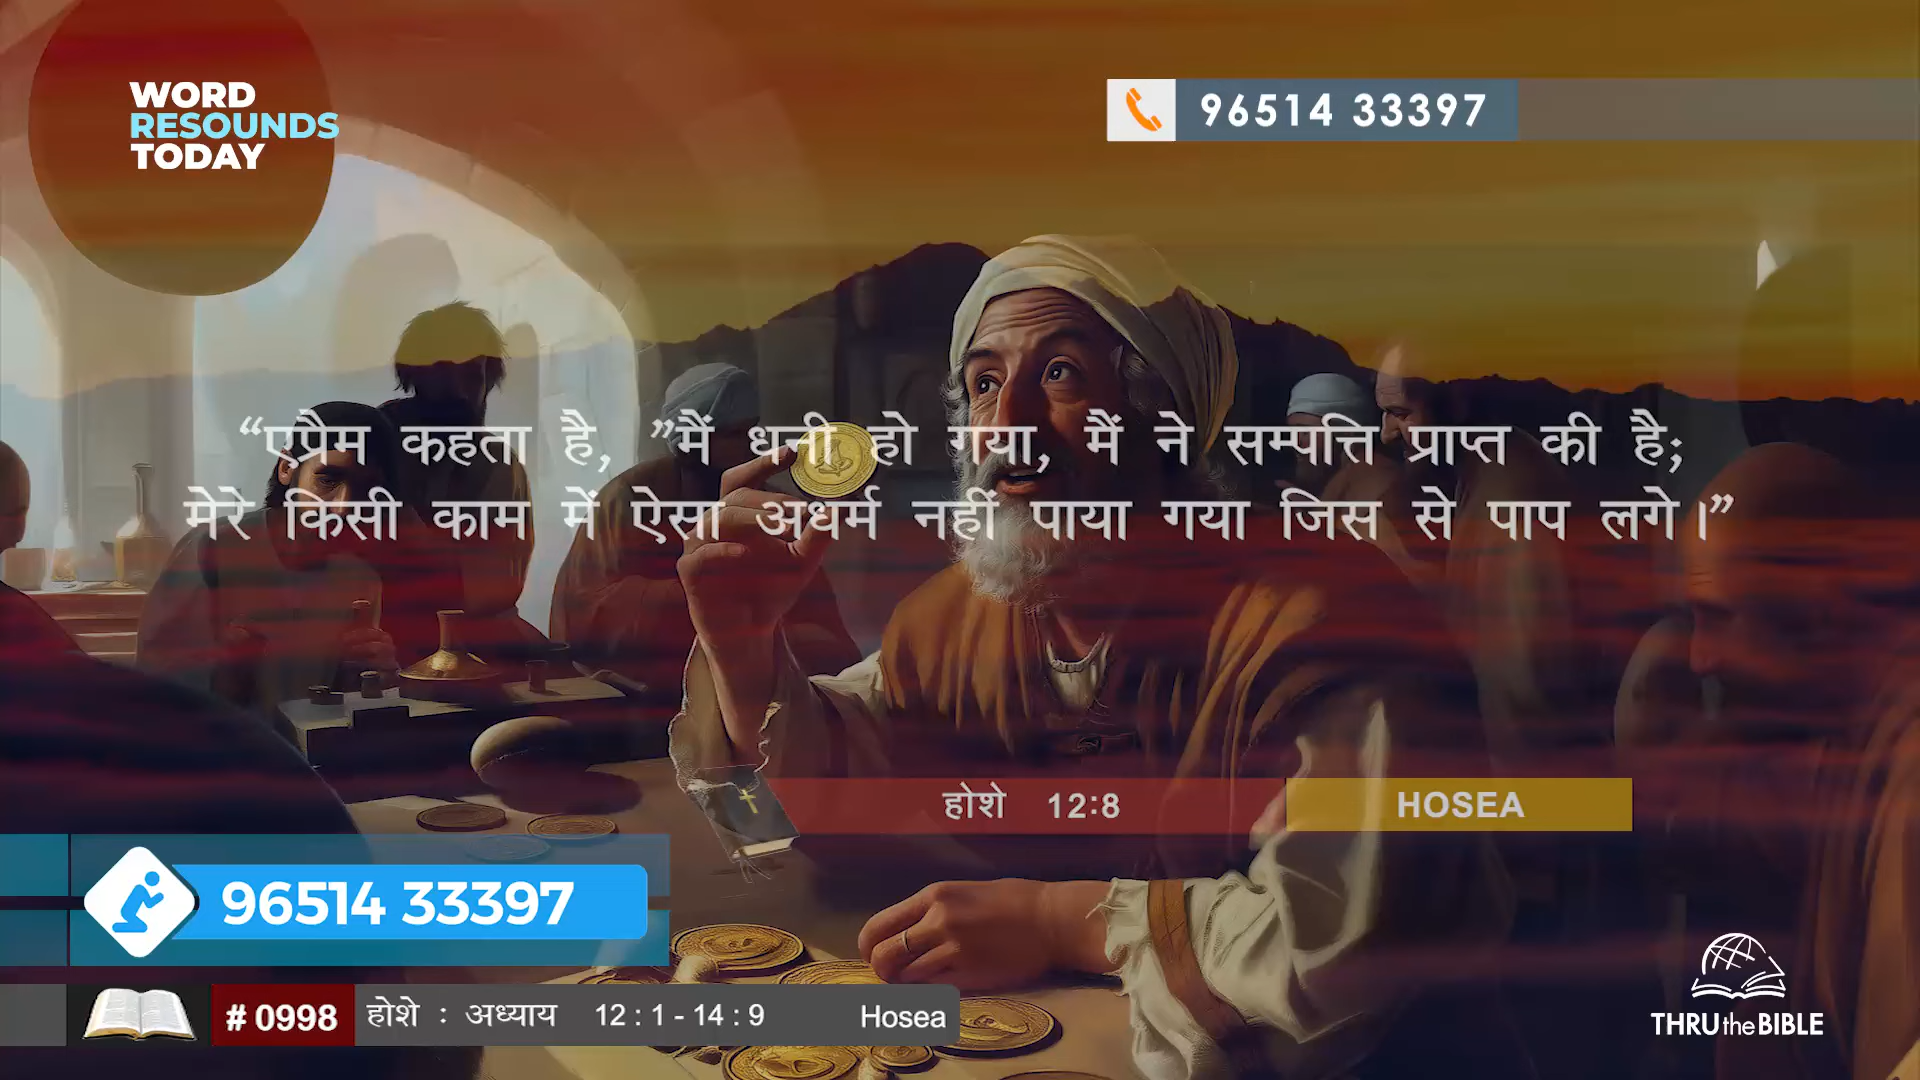 WORD
RESOUNDS
TODAY
96514 33397
“एप्रैम कहता है, ”मैं धनी हो गया, मैं ने सम्पत्ति प्राप्त की है;
मेरे किसी काम में ऐसा अधर्म नहीं पाया गया जिस से पाप लगे।”
होशे 12:8 HOSEA
96514 33397
# 0998 होशे : अध्याय 12 : 1 - 14 : 9 Hosea
THRU the BIBLE